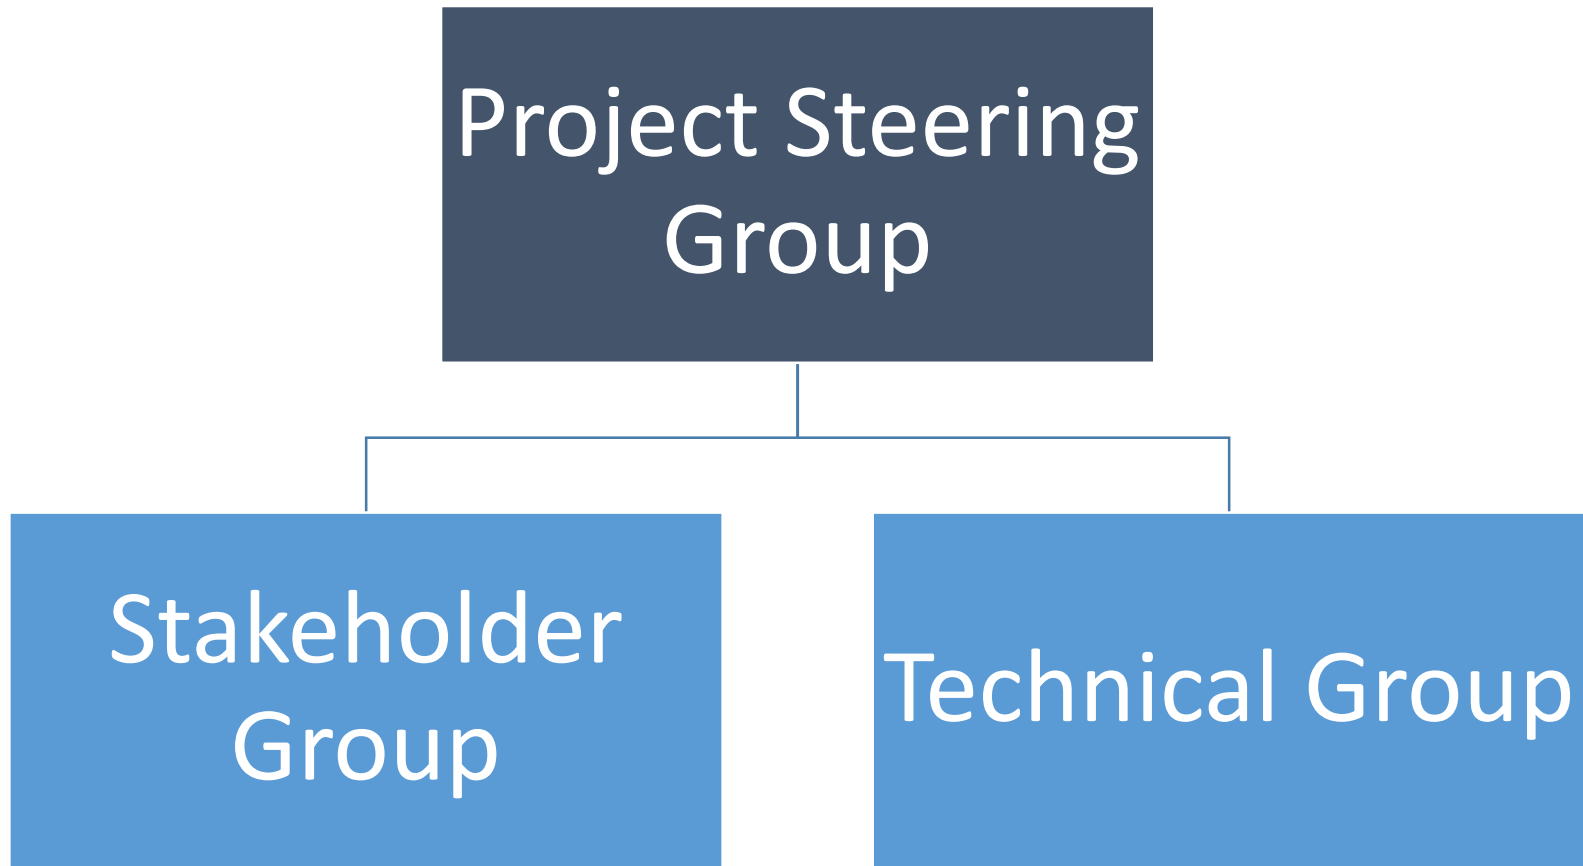 Project Steering
Group
Stakeholder
Group
Technical Group